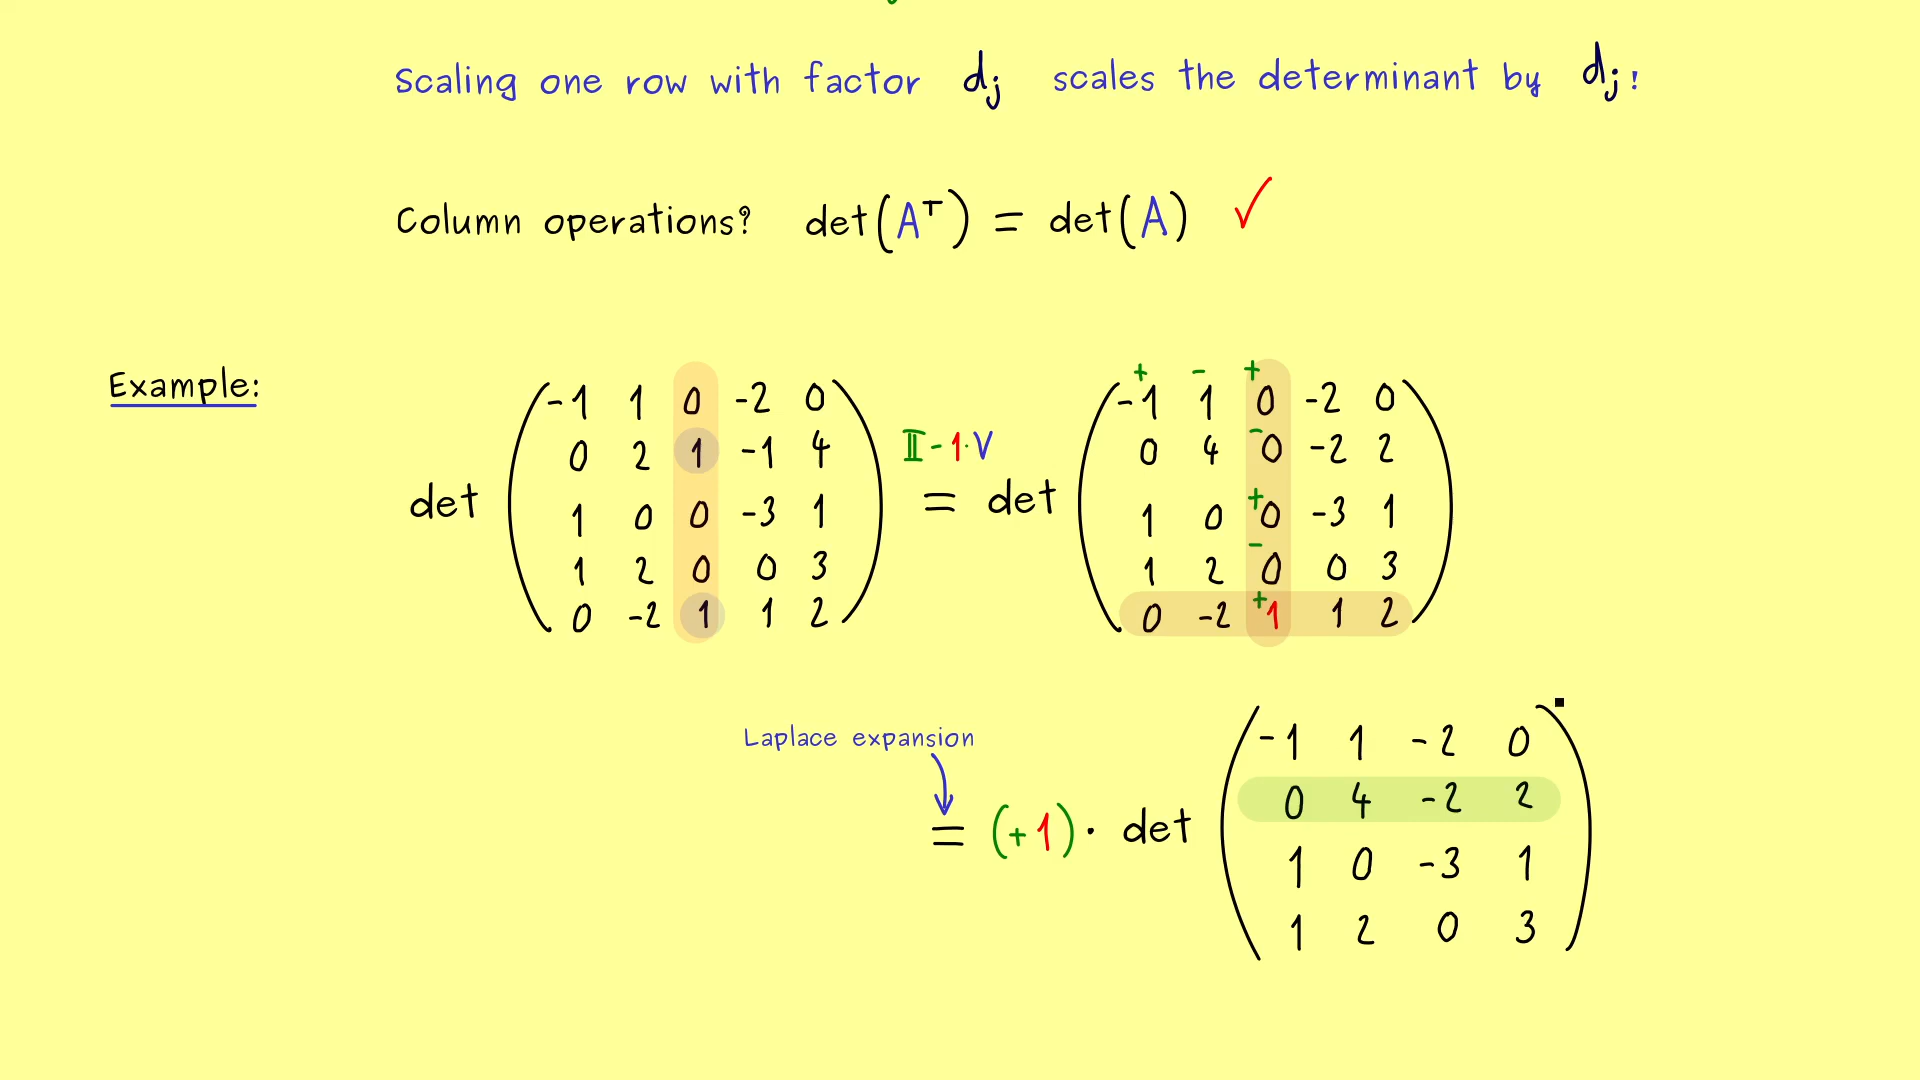 Scaling one row with factor dj scales the determinant by dj!
Column operations? det(Aᵀ) = det(A) ✓
Example:
+ - +
-1 1 0 -2 0 -1 1 0 -2 0
0 2 1 -1 4 II-1·V - 0 4 0 -2 2
det = det
1 0 0 -3 1 + 1 0 0 -3 1
1 2 0 0 3 - 1 2 0 0 3
0 -2 1 1 2 0 -2 +1 1 2
Laplace expansion
-1 1 -2 0
0 4 -2 2
= (+1)· det
1 0 -3 1
1 2 0 3